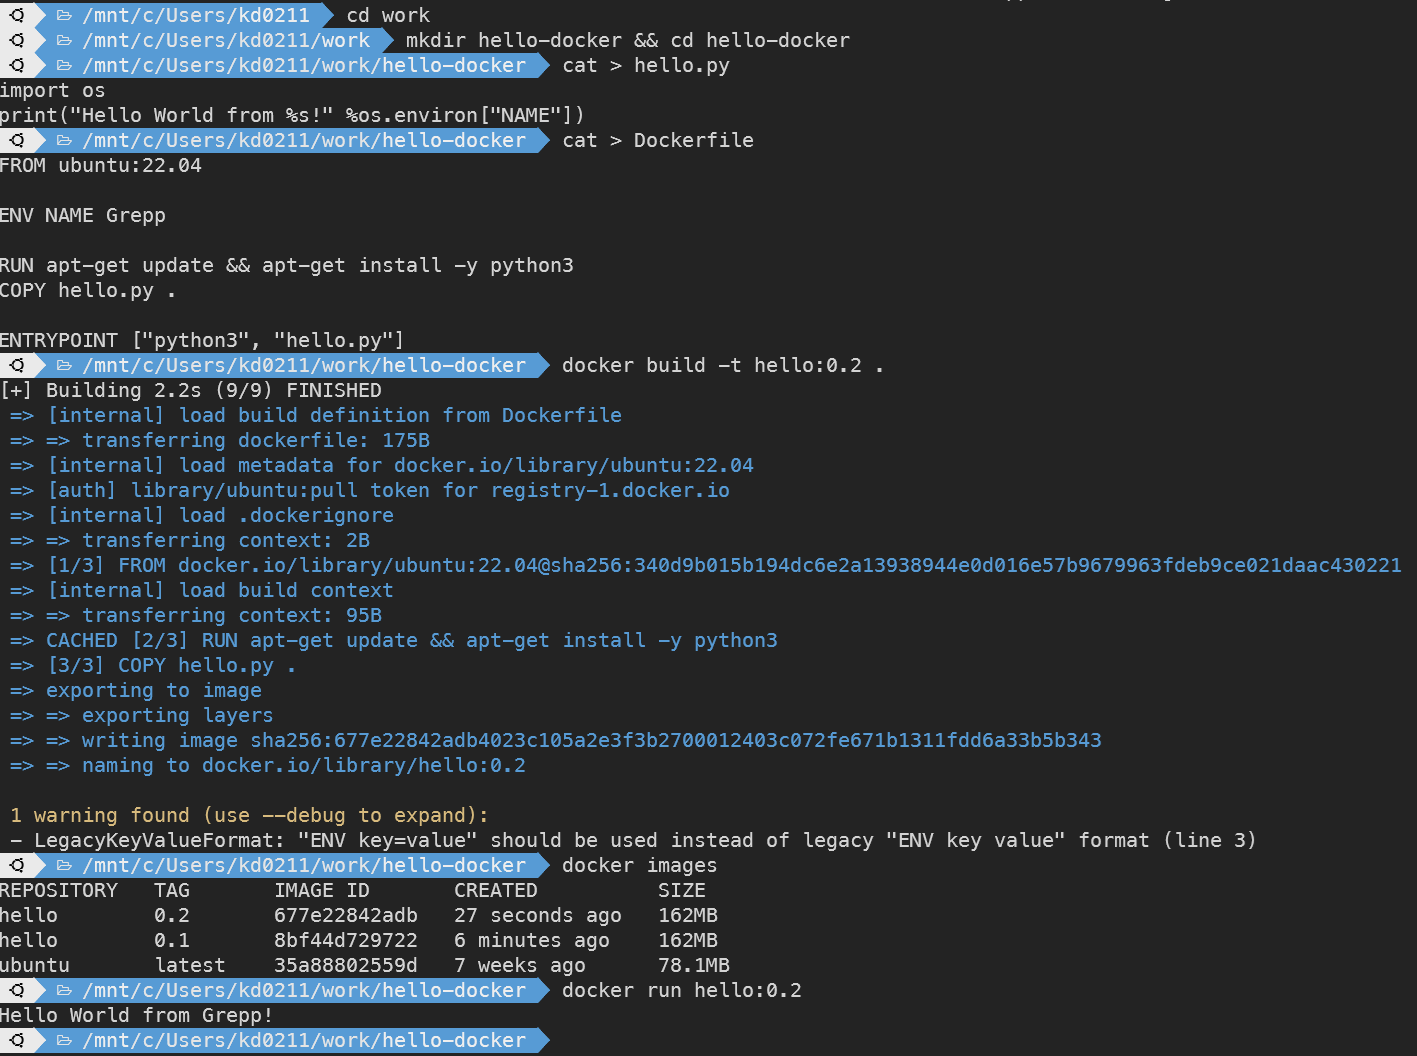 /mnt/c/Users/kd0211 cd work
/mnt/c/Users/kd0211/work mkdir hello-docker && cd hello-docker
/mnt/c/Users/kd0211/work/hello-docker cat > hello.py
import os
print("Hello World from %s!" %os.environ["NAME"])
/mnt/c/Users/kd0211/work/hello-docker cat > Dockerfile
FROM ubuntu:22.04
ENV NAME Grepp
RUN apt-get update && apt-get install -y python3
COPY hello.py .
ENTRYPOINT ["python3", "hello.py"]
/mnt/c/Users/kd0211/work/hello-docker docker build -t hello:0.2 .
[+] Building 2.2s (9/9) FINISHED
=> [internal] load build definition from Dockerfile
=> => transferring dockerfile: 175B
=> [internal] load metadata for docker.io/library/ubuntu:22.04
=> [auth] library/ubuntu:pull token for registry-1.docker.io
=> [internal] load .dockerignore
=> => transferring context: 2B
=> [1/3] FROM docker.io/library/ubuntu:22.04@sha256:340d9b015b194dc6e2a13938944e0d016e57b9679963fdeb9ce021daac430221
=> [internal] load build context
=> => transferring context: 95B
=> CACHED [2/3] RUN apt-get update && apt-get install -y python3
=> [3/3] COPY hello.py .
=> exporting to image
=> => exporting layers
=> => writing image sha256:677e22842adb4023c105a2e3f3b2700012403c072fe671b1311fdd6a33b5b343
=> => naming to docker.io/library/hello:0.2
1 warning found (use --debug to expand):
- LegacyKeyValueFormat: "ENV key=value" should be used instead of legacy "ENV key value" format (line 3)
/mnt/c/Users/kd0211/work/hello-docker docker images
REPOSITORY TAG IMAGE ID CREATED SIZE
hello 0.2 677e22842adb 27 seconds ago 162MB
hello 0.1 8bf44d729722 6 minutes ago 162MB
ubuntu latest 35a88802559d 7 weeks ago 78.1MB
/mnt/c/Users/kd0211/work/hello-docker docker run hello:0.2
Hello World from Grepp!
/mnt/c/Users/kd0211/work/hello-docker